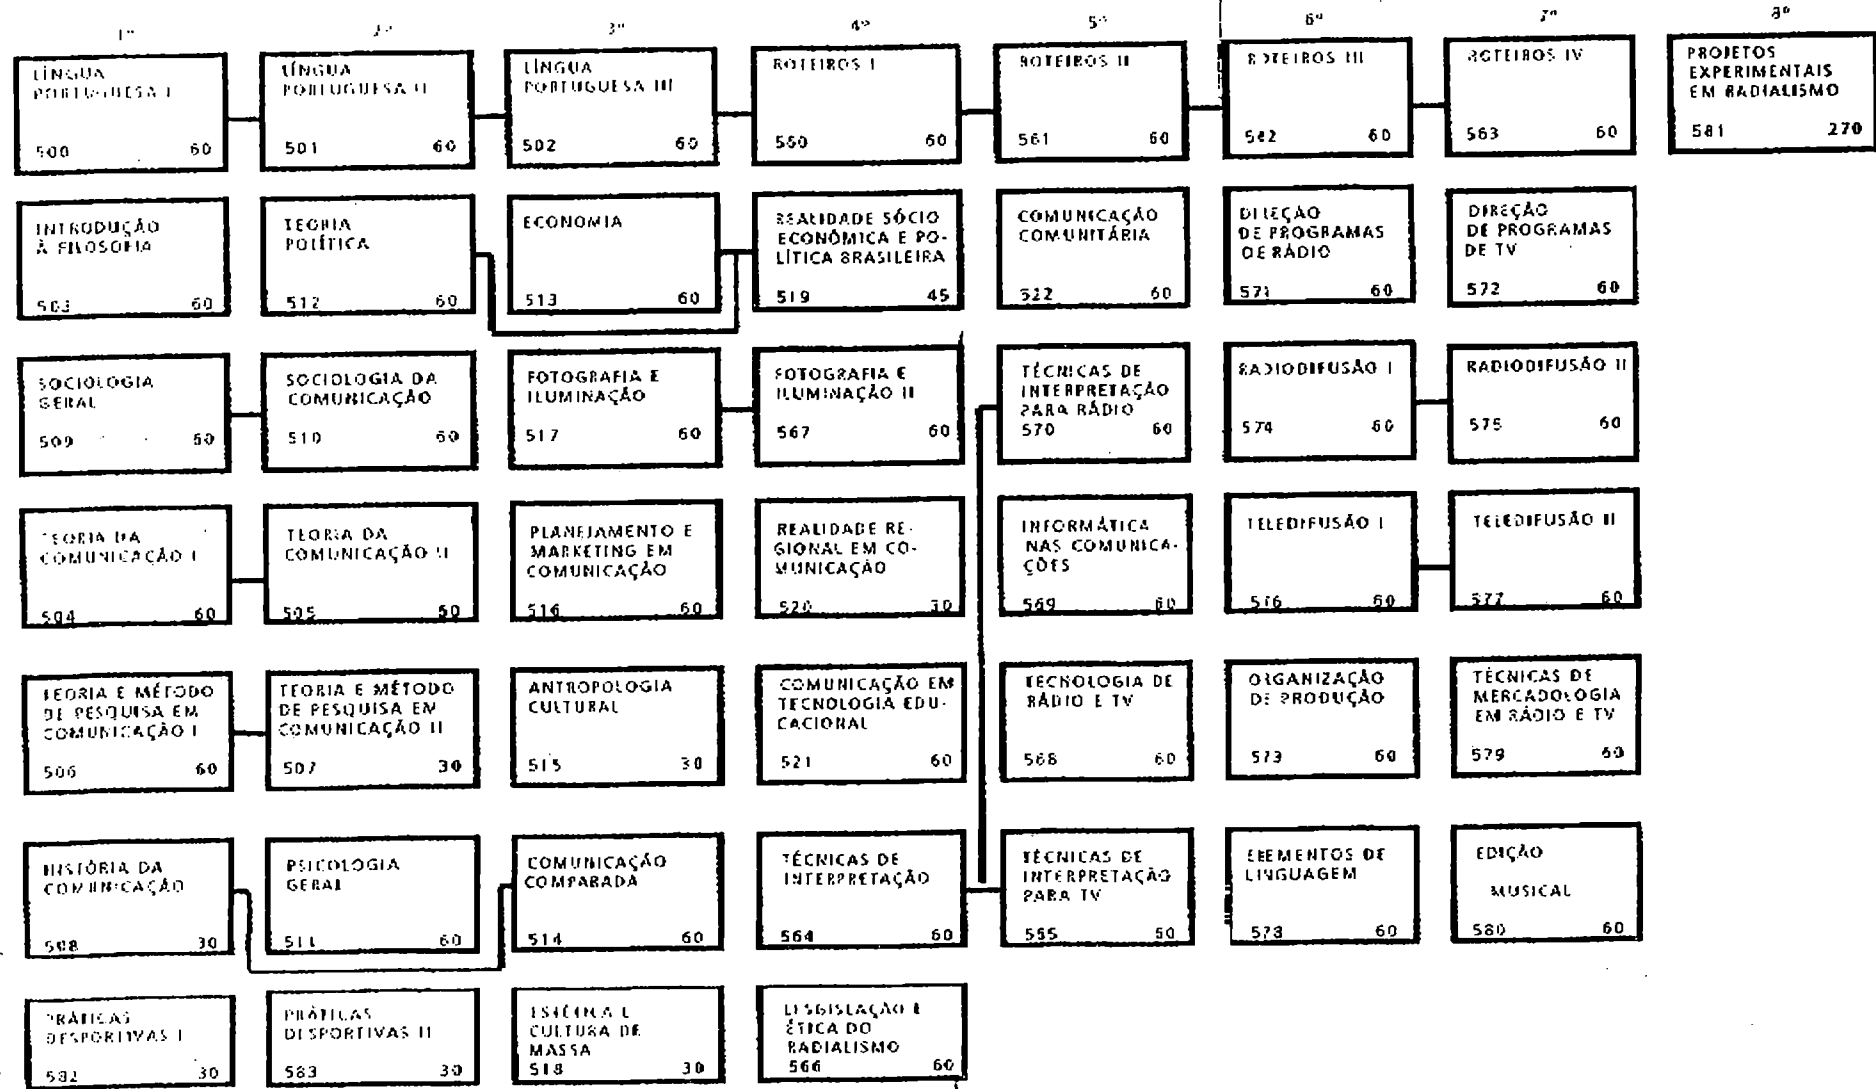 1º 2º 3º 4º 5º 6º 7º 8º
LÍNGUA
PORTUGUESA I
500 60
LÍNGUA
PORTUGUESA II
501 60
LÍNGUA
PORTUGUESA III
502 60
ROTEIROS I
560 60
ROTEIROS II
561 60
ROTEIROS III
562 60
ROTEIROS IV
563 60
PROJETOS
EXPERIMENTAIS
EM RADIALISMO
581 270
INTRODUÇÃO
À FILOSOFIA
503 60
TEORIA
POLÍTICA
512 60
ECONOMIA
513 60
REALIDADE SÓCIO
ECONÔMICA E PO-
LÍTICA BRASILEIRA
519 45
COMUNICAÇÃO
COMUNITÁRIA
522 60
DIREÇÃO
DE PROGRAMAS
DE RÁDIO
571 60
DIREÇÃO
DE PROGRAMAS
DE TV
572 60
SOCIOLOGIA
GERAL
509 60
SOCIOLOGIA DA
COMUNICAÇÃO
510 60
FOTOGRAFIA E
ILUMINAÇÃO
517 60
FOTOGRAFIA E
ILUMINAÇÃO II
567 60
TÉCNICAS DE
INTERPRETAÇÃO
PARA RÁDIO
570 60
RADIODIFUSÃO I
574 60
RADIODIFUSÃO II
575 60
TEORIA DA
COMUNICAÇÃO I
504 60
TEORIA DA
COMUNICAÇÃO II
505 60
PLANEJAMENTO E
MARKETING EM
COMUNICAÇÃO
516 60
REALIDADE RE-
GIONAL EM CO-
MUNICAÇÃO
520 30
INFORMÁTICA
NAS COMUNICA-
ÇÕES
569 60
TELEDIFUSÃO I
576 60
TELEDIFUSÃO II
577 60
TEORIA E MÉTODO
DE PESQUISA EM
COMUNICAÇÃO I
506 60
TEORIA E MÉTODO
DE PESQUISA EM
COMUNICAÇÃO II
507 30
ANTROPOLOGIA
CULTURAL
515 30
COMUNICAÇÃO EM
TECNOLOGIA EDU-
CACIONAL
521 60
TECNOLOGIA DE
RÁDIO E TV
568 60
ORGANIZAÇÃO
DE PRODUÇÃO
573 60
TÉCNICAS DE
MERCADOLOGIA
EM RÁDIO E TV
579 60
HISTÓRIA DA
COMUNICAÇÃO
508 30
PSICOLOGIA
GERAL
511 60
COMUNICAÇÃO
COMPARADA
514 60
TÉCNICAS DE
INTERPRETAÇÃO
564 60
TÉCNICAS DE
INTERPRETAÇÃO
PARA TV
565 60
ELEMENTOS DE
LINGUAGEM
578 60
EDIÇÃO
MUSICAL
580 60
PRÁTICAS
DESPORTIVAS I
582 30
PRÁTICAS
DESPORTIVAS II
583 30
ESTÉTICA E
CULTURA DE
MASSA
518 30
LESGISLAÇÃO E
ÉTICA DO
RADIALISMO
566 60